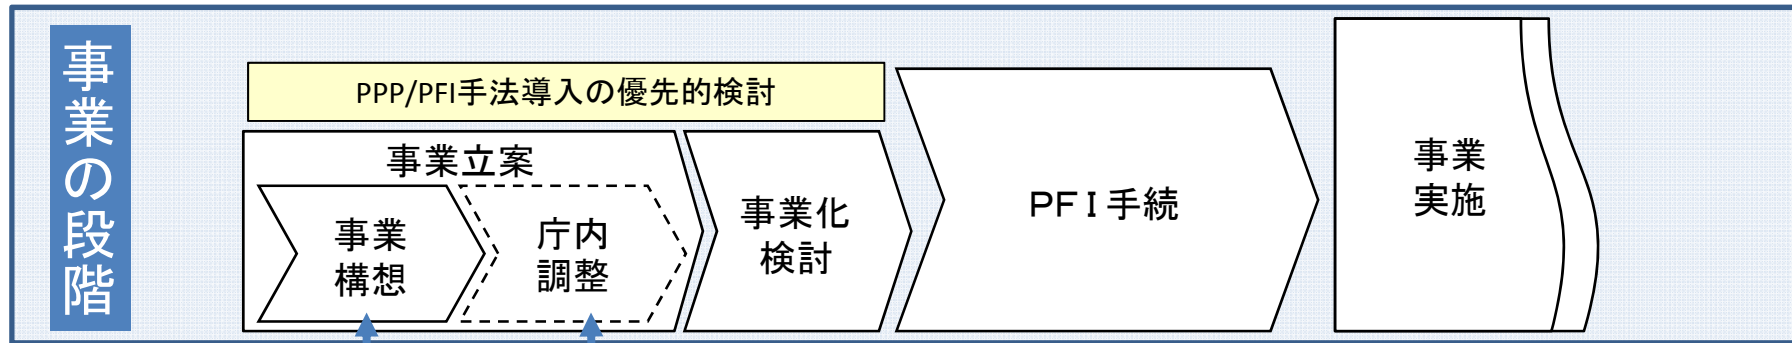 事業の段階
PPP/PFI手法導入の優先的検討
事業立案
事業
構想
庁内
調整
事業化
検討
ＰＦＩ手続
事業
実施